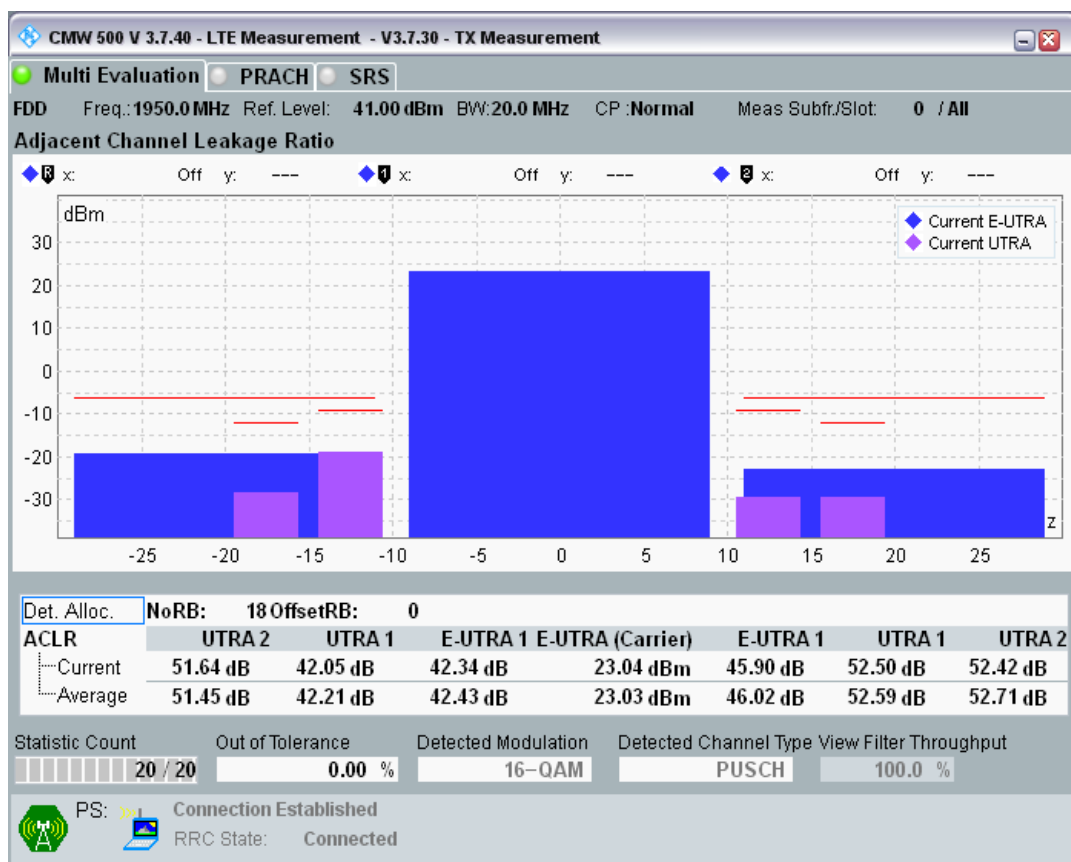 CMW 500 V 3.7.40 - LTE Measurement - V3.7.30 - TX Measurement
Multi Evaluation PRACH SRS
FDD Freq.: 1950.0 MHz Ref. Level: 41.00 dBm BW: 20.0 MHz CP : Normal Meas Subfr./Slot: 0 / All
Adjacent Channel Leakage Ratio
R x: Off y: --- 1 x: Off y: --- 2 x: Off y: ---
dBm
Current E-UTRA
Current UTRA
30
20
10
0
-10
-20
-30
z
-25 -20 -15 -10 -5 0 5 10 15 20 25
Det. Alloc. NoRB: 18 OffsetRB: 0
ACLR UTRA 2 UTRA 1 E-UTRA 1 E-UTRA (Carrier) E-UTRA 1 UTRA 1 UTRA 2
Current 51.64 dB 42.05 dB 42.34 dB 23.04 dBm 45.90 dB 52.50 dB 52.42 dB
Average 51.45 dB 42.21 dB 42.43 dB 23.03 dBm 46.02 dB 52.59 dB 52.71 dB
Statistic Count Out of Tolerance Detected Modulation Detected Channel Type View Filter Throughput
20 / 20 0.00 % 16-QAM PUSCH 100.0 %
PS: Connection Established
RRC State: Connected